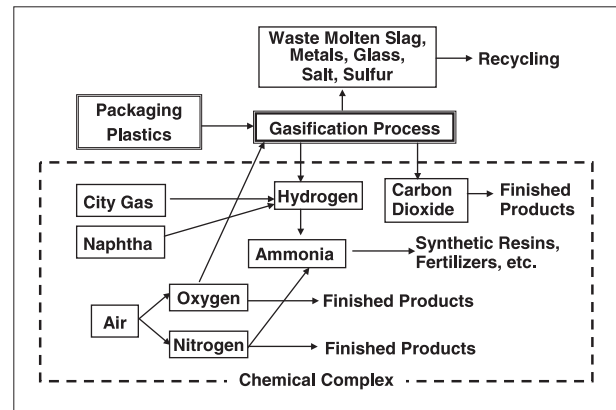 Waste Molten Slag,
Metals, Glass,
Salt, Sulfur
Recycling
Packaging
Plastics
Gasification Process
City Gas
Hydrogen
Carbon
Dioxide
Finished
Products
Naphtha
Ammonia
Synthetic Resins,
Fertilizers, etc.
Oxygen
Finished Products
Air
Nitrogen
Finished Products
Chemical Complex